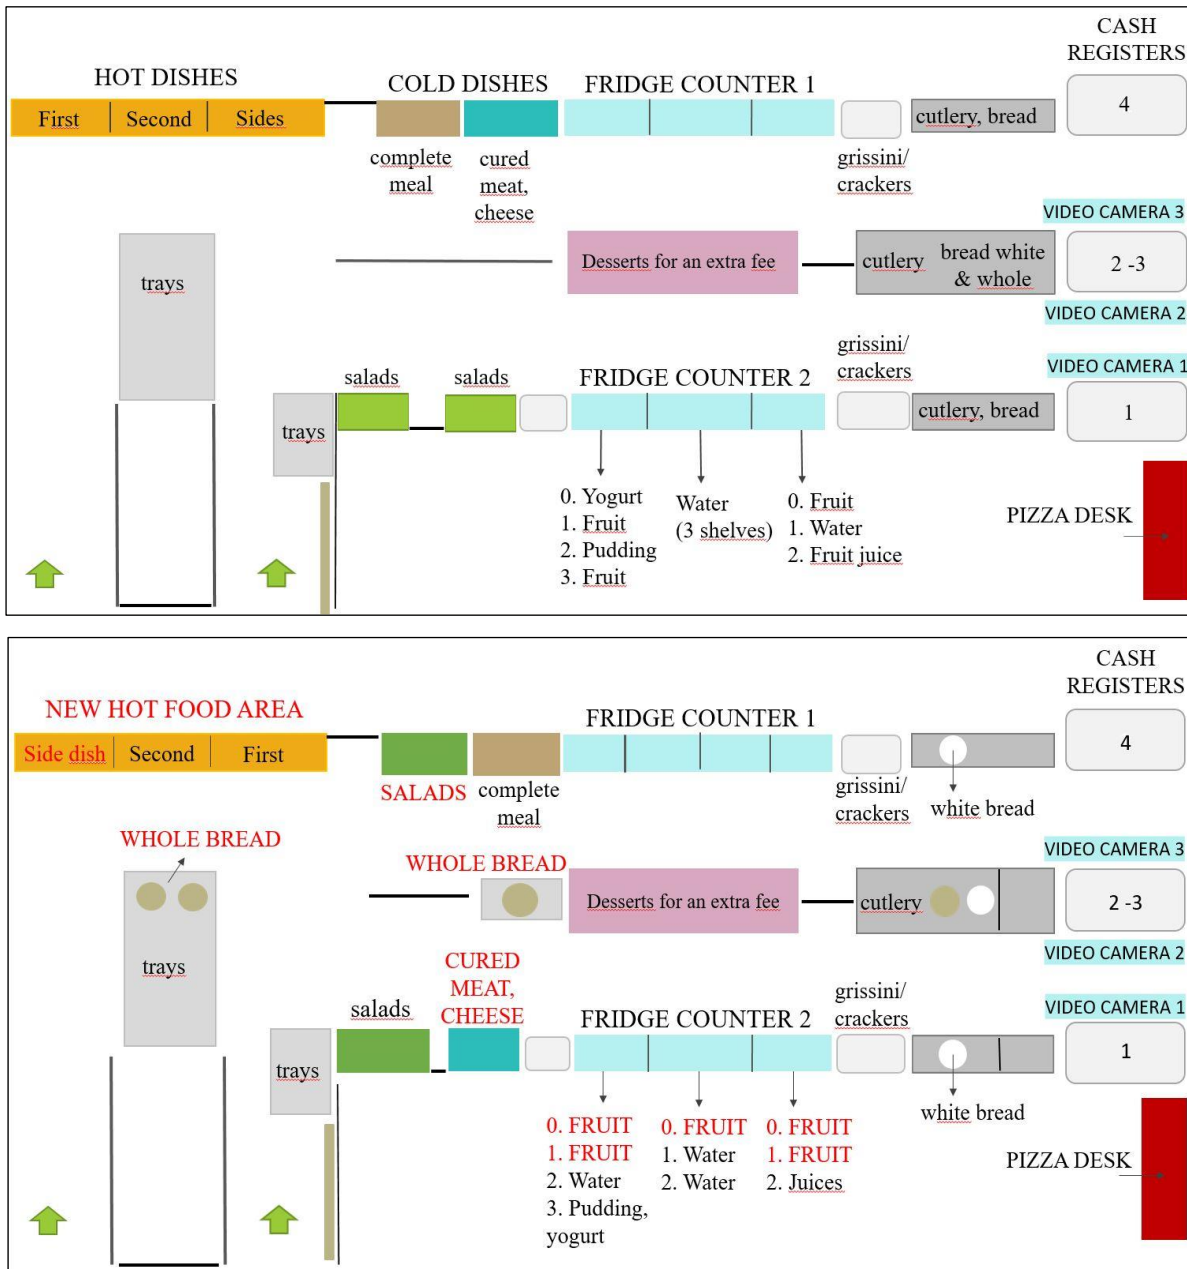 CASH
REGISTERS
HOT DISHES
COLD DISHES
FRIDGE COUNTER 1
First
Second
Sides
cutlery, bread
4
complete
meal
cured
meat,
cheese
grissini/
crackers
VIDEO CAMERA 3
trays
Desserts for an extra fee
cutlery
bread white
& whole
2 -3
VIDEO CAMERA 2
grissini/
crackers
VIDEO CAMERA 1
salads
salads
FRIDGE COUNTER 2
trays
cutlery, bread
1
0. Yogurt
1. Fruit
2. Pudding
3. Fruit
Water
(3 shelves)
0. Fruit
1. Water
2. Fruit juice
PIZZA DESK
CASH
REGISTERS
NEW HOT FOOD AREA
FRIDGE COUNTER 1
Side dish
Second
First
4
SALADS
complete
meal
grissini/
crackers
white bread
WHOLE BREAD
VIDEO CAMERA 3
WHOLE BREAD
trays
Desserts for an extra fee
cutlery
2 -3
VIDEO CAMERA 2
CURED
MEAT,
CHEESE
grissini/
crackers
VIDEO CAMERA 1
salads
FRIDGE COUNTER 2
trays
1
white bread
0. FRUIT
1. FRUIT
2. Water
3. Pudding,
yogurt
0. FRUIT
1. Water
2. Water
0. FRUIT
1. FRUIT
2. Juices
PIZZA DESK